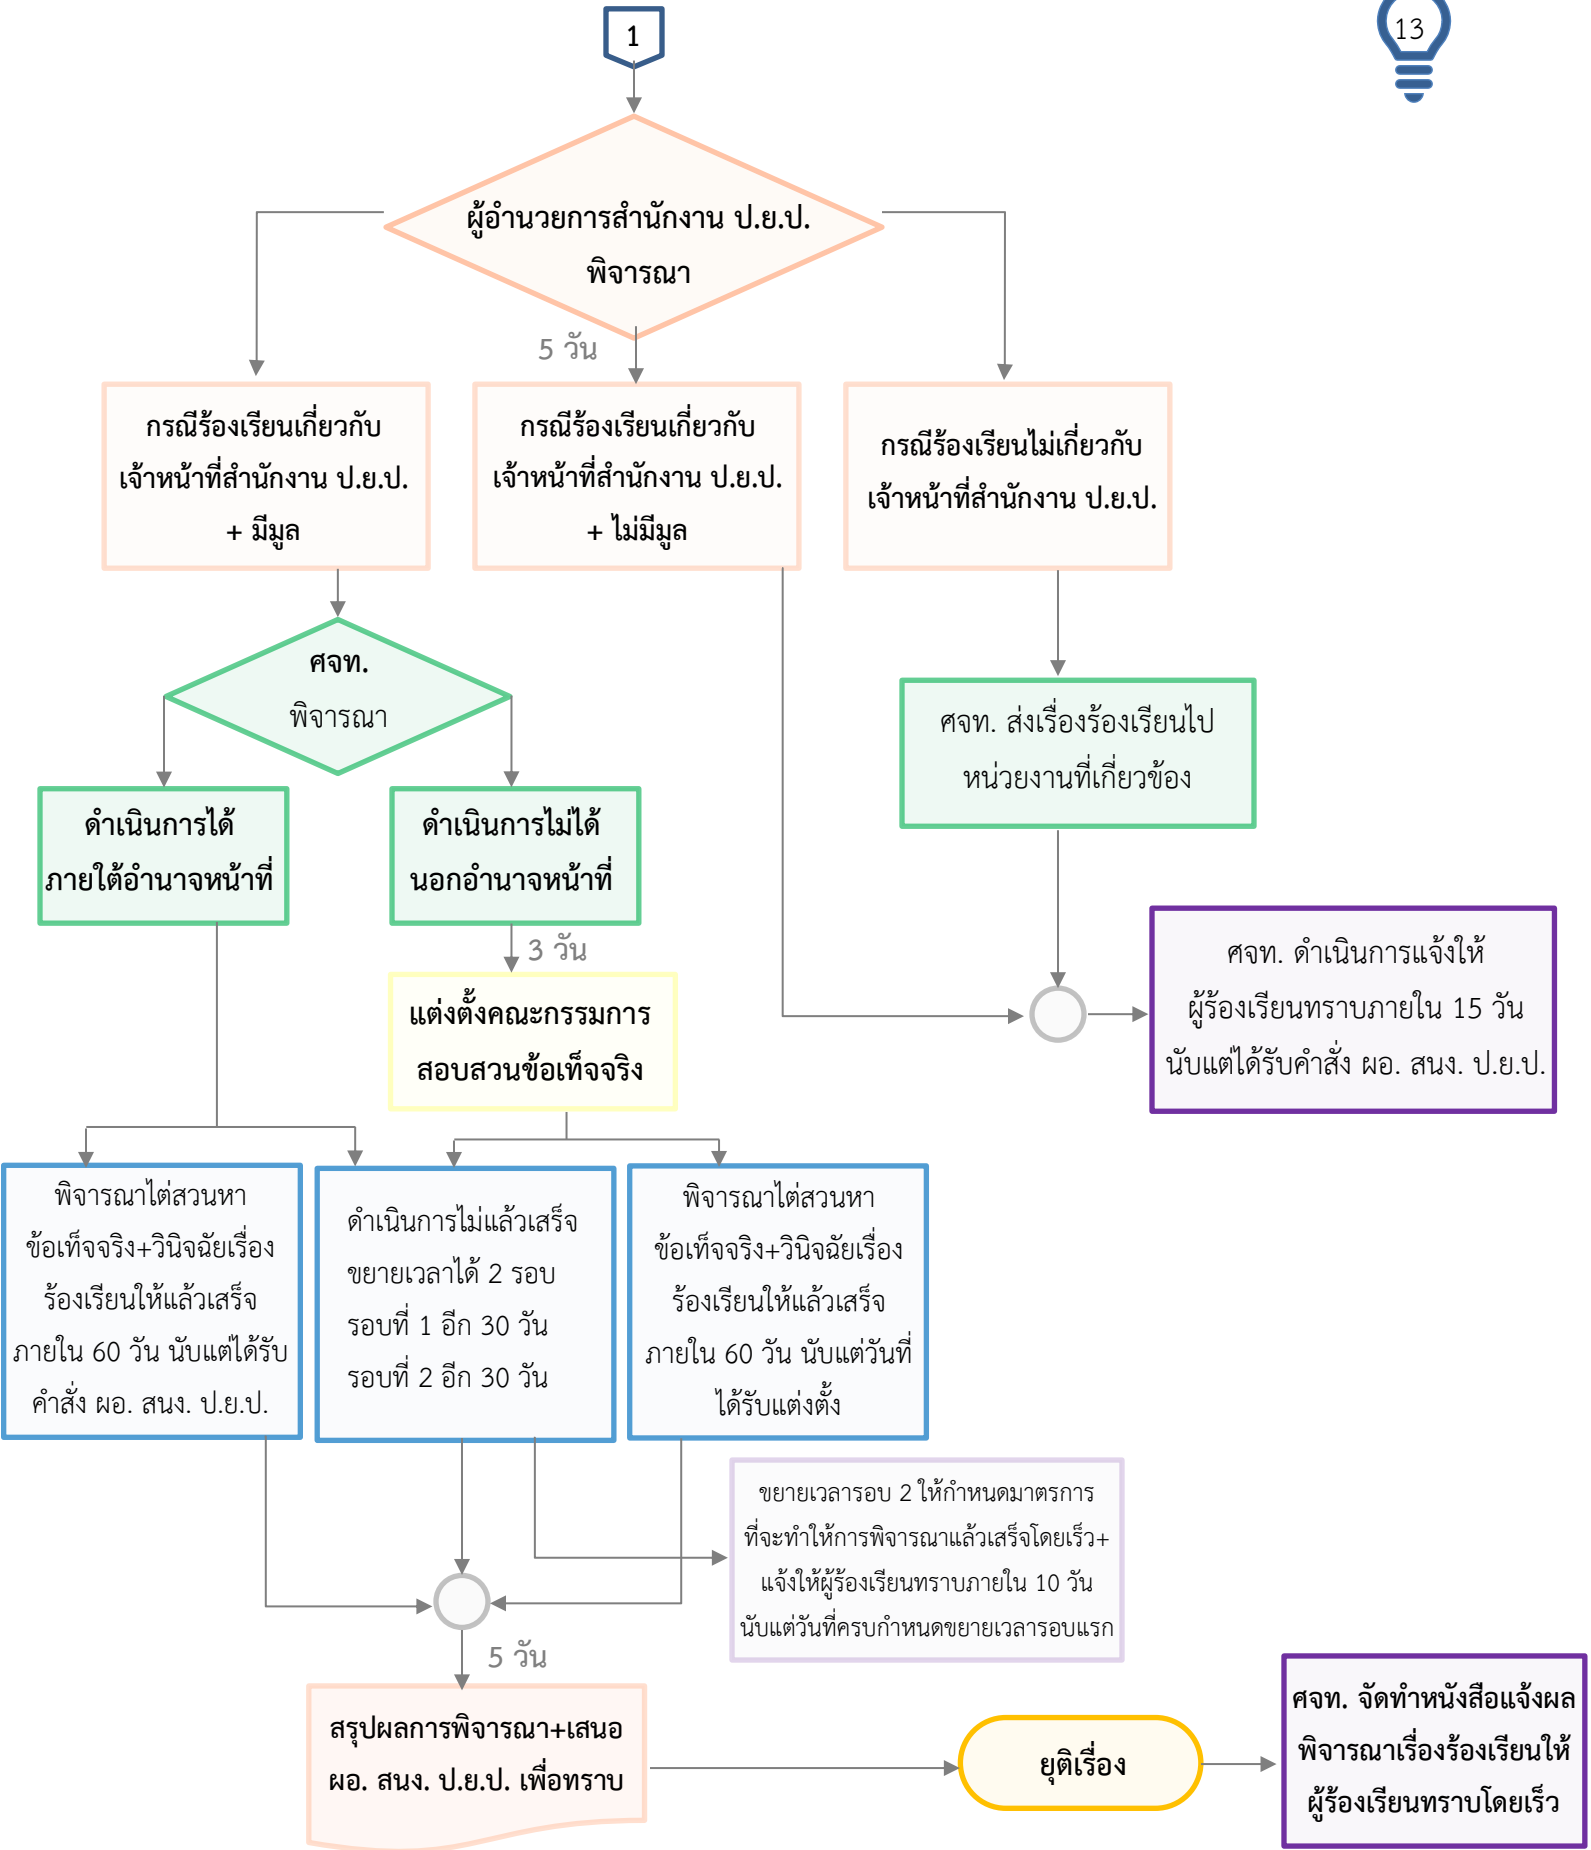 1
13
ผู้อำนวยการสำนักงาน ป.ย.ป.
พิจารณา
5 วัน
กรณีร้องเรียนเกี่ยวกับ
เจ้าหน้าที่สำนักงาน ป.ย.ป.
+ มีมูล
กรณีร้องเรียนเกี่ยวกับ
เจ้าหน้าที่สำนักงาน ป.ย.ป.
+ ไม่มีมูล
กรณีร้องเรียนไม่เกี่ยวกับ
เจ้าหน้าที่สำนักงาน ป.ย.ป.
ศจท.
พิจารณา
ศจท. ส่งเรื่องร้องเรียนไป
หน่วยงานที่เกี่ยวข้อง
ดำเนินการได้
ภายใต้อำนาจหน้าที่
ดำเนินการไม่ได้
นอกอำนาจหน้าที่
3 วัน
ศจท. ดำเนินการแจ้งให้
ผู้ร้องเรียนทราบภายใน 15 วัน
นับแต่ได้รับคำสั่ง ผอ. สนง. ป.ย.ป.
แต่งตั้งคณะกรรมการ
สอบสวนข้อเท็จจริง
พิจารณาไต่สวนหา
ข้อเท็จจริง+วินิจฉัยเรื่อง
ร้องเรียนให้แล้วเสร็จ
ภายใน 60 วัน นับแต่ได้รับ
คำสั่ง ผอ. สนง. ป.ย.ป.
ดำเนินการไม่แล้วเสร็จ
ขยายเวลาได้ 2 รอบ
รอบที่ 1 อีก 30 วัน
รอบที่ 2 อีก 30 วัน
พิจารณาไต่สวนหา
ข้อเท็จจริง+วินิจฉัยเรื่อง
ร้องเรียนให้แล้วเสร็จ
ภายใน 60 วัน นับแต่วันที่
ได้รับแต่งตั้ง
ขยายเวลารอบ 2 ให้กำหนดมาตรการ
ที่จะทำให้การพิจารณาแล้วเสร็จโดยเร็ว+
แจ้งให้ผู้ร้องเรียนทราบภายใน 10 วัน
นับแต่วันที่ครบกำหนดขยายเวลารอบแรก
5 วัน
สรุปผลการพิจารณา+เสนอ
ผอ. สนง. ป.ย.ป. เพื่อทราบ
ยุติเรื่อง
ศจท. จัดทำหนังสือแจ้งผล
พิจารณาเรื่องร้องเรียนให้
ผู้ร้องเรียนทราบโดยเร็ว